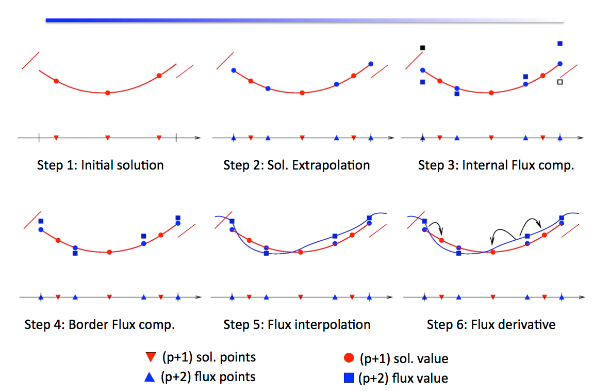 Step 1: Initial solution
Step 2: Sol. Extrapolation
Step 3: Internal Flux comp.
Step 4: Border Flux comp.
Step 5: Flux interpolation
Step 6: Flux derivative
(p+1) sol. points
(p+1) sol. value
(p+2) flux points
(p+2) flux value